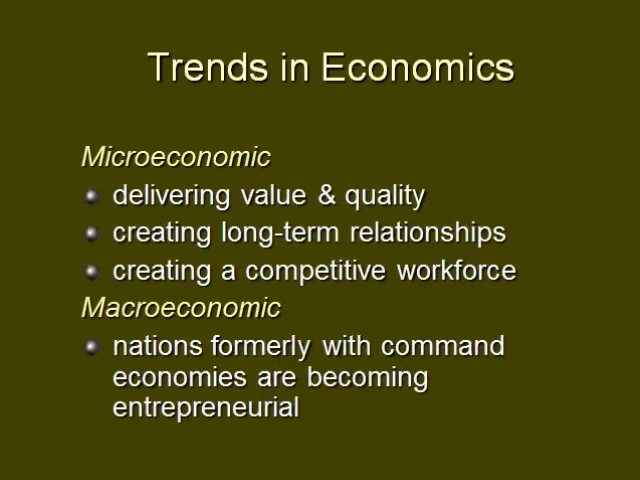 Trends in Economics
Microeconomic
delivering value & quality
creating long-term relationships
creating a competitive workforce
Macroeconomic
nations formerly with command
economies are becoming
entrepreneurial